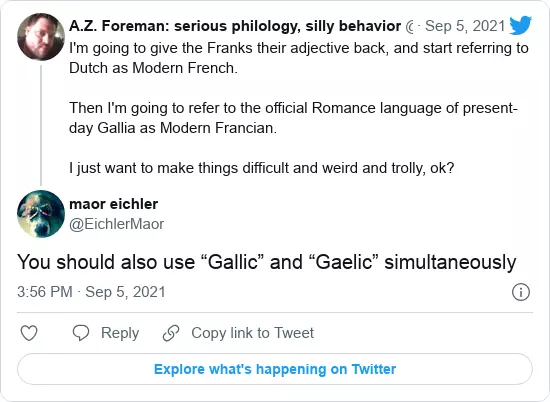 A.Z. Foreman: serious philology, silly behavior · Sep 5, 2021
I'm going to give the Franks their adjective back, and start referring to
Dutch as Modern French.
Then I'm going to refer to the official Romance language of present-
day Gallia as Modern Francian.
I just want to make things difficult and weird and trolly, ok?
maor eichler
@EichlerMaor
You should also use “Gallic” and “Gaelic” simultaneously
3:56 PM · Sep 5, 2021
Reply
Copy link to Tweet
Explore what's happening on Twitter